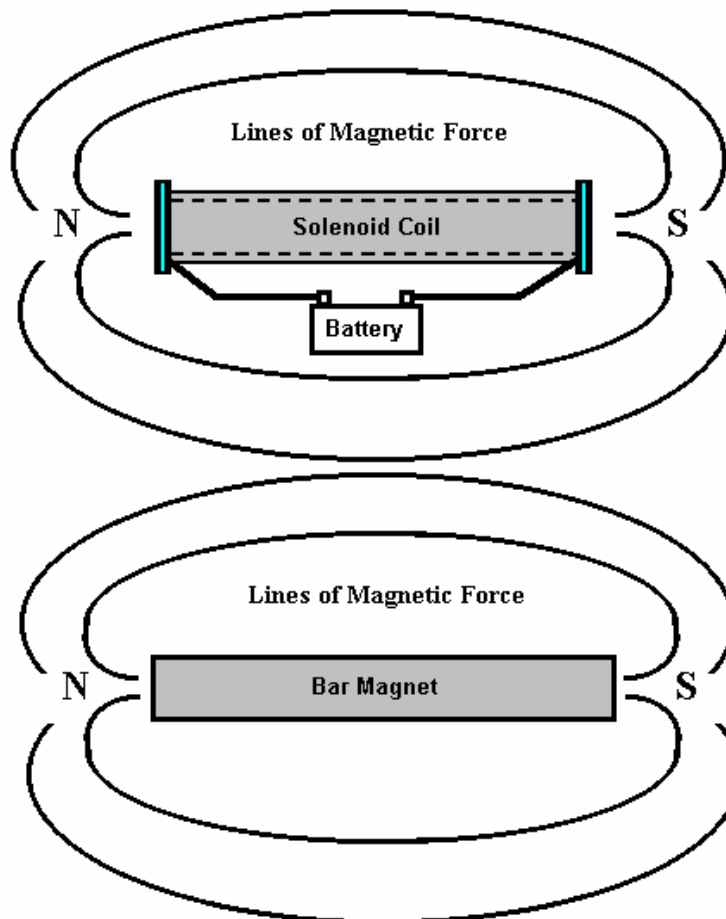 Lines of Magnetic Force
N
Solenoid Coil
S
Battery
Lines of Magnetic Force
N
Bar Magnet
S